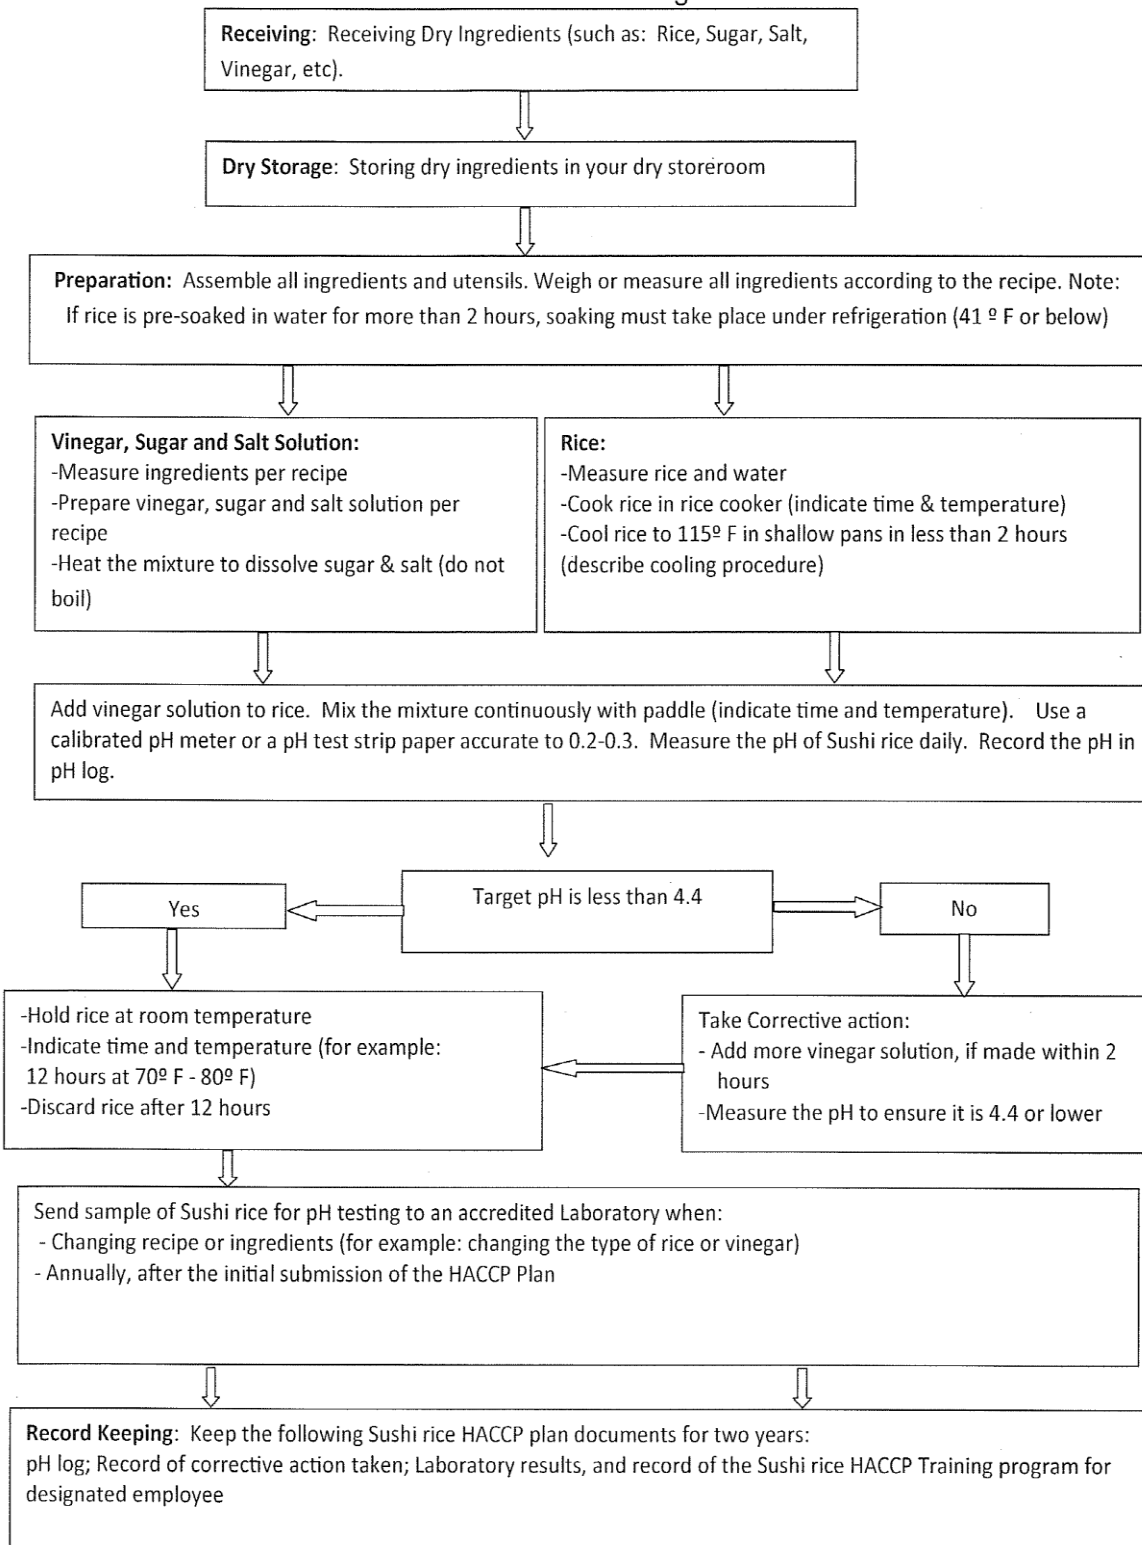 Receiving: Receiving Dry Ingredients (such as: Rice, Sugar, Salt,
Vinegar, etc).
Dry Storage: Storing dry ingredients in your dry storeroom
Preparation: Assemble all ingredients and utensils. Weigh or measure all ingredients according to the recipe. Note:
If rice is pre-soaked in water for more than 2 hours, soaking must take place under refrigeration (41 º F or below)
Vinegar, Sugar and Salt Solution:
-Measure ingredients per recipe
-Prepare vinegar, sugar and salt solution per
recipe
-Heat the mixture to dissolve sugar & salt (do not
boil)
Rice:
-Measure rice and water
-Cook rice in rice cooker (indicate time & temperature)
-Cool rice to 115º F in shallow pans in less than 2 hours
(describe cooling procedure)
Add vinegar solution to rice. Mix the mixture continuously with paddle (indicate time and temperature). Use a
calibrated pH meter or a pH test strip paper accurate to 0.2-0.3. Measure the pH of Sushi rice daily. Record the pH in
pH log.
Target pH is less than 4.4
Yes
No
-Hold rice at room temperature
-Indicate time and temperature (for example:
12 hours at 70º F - 80º F)
-Discard rice after 12 hours
Take Corrective action:
- Add more vinegar solution, if made within 2
hours
-Measure the pH to ensure it is 4.4 or lower
Send sample of Sushi rice for pH testing to an accredited Laboratory when:
- Changing recipe or ingredients (for example: changing the type of rice or vinegar)
- Annually, after the initial submission of the HACCP Plan
Record Keeping: Keep the following Sushi rice HACCP plan documents for two years:
pH log; Record of corrective action taken; Laboratory results, and record of the Sushi rice HACCP Training program for
designated employee